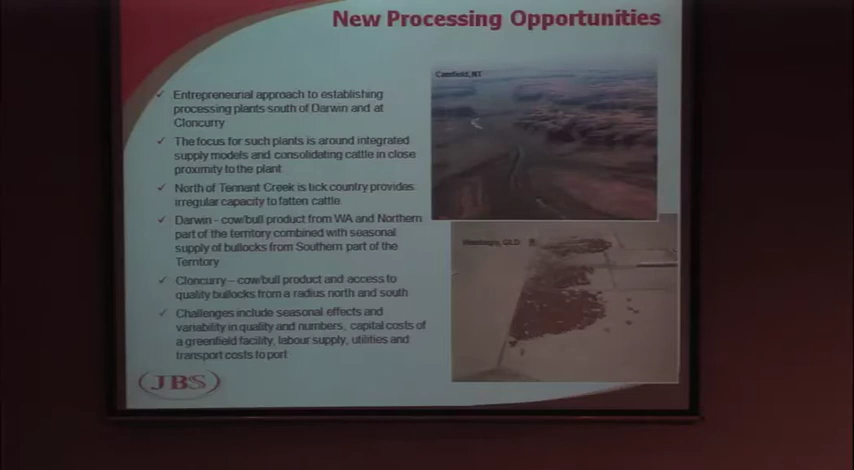 New Processing Opportunities
Entrepreneurial approach to establishing
processing plants south of Darwin and at
Cloncurry
The focus for such plants is around integrated
supply models and consolidating cattle in close
proximity to the plant
North of Tennant Creek is tick country provides
irregular capacity to fatten cattle
Darwin – cow/bull product from WA and Northern
part of the territory combined with seasonal
supply of bullocks from Southern part of the
Territory
Cloncurry – cow/bull product and access to
quality bullocks from a radius north and south
Challenges include seasonal effects and
variability in quality and numbers, capital costs of
a greenfield facility, labour supply, utilities and
transport costs to port
Camfield, NT
QLD
JBS